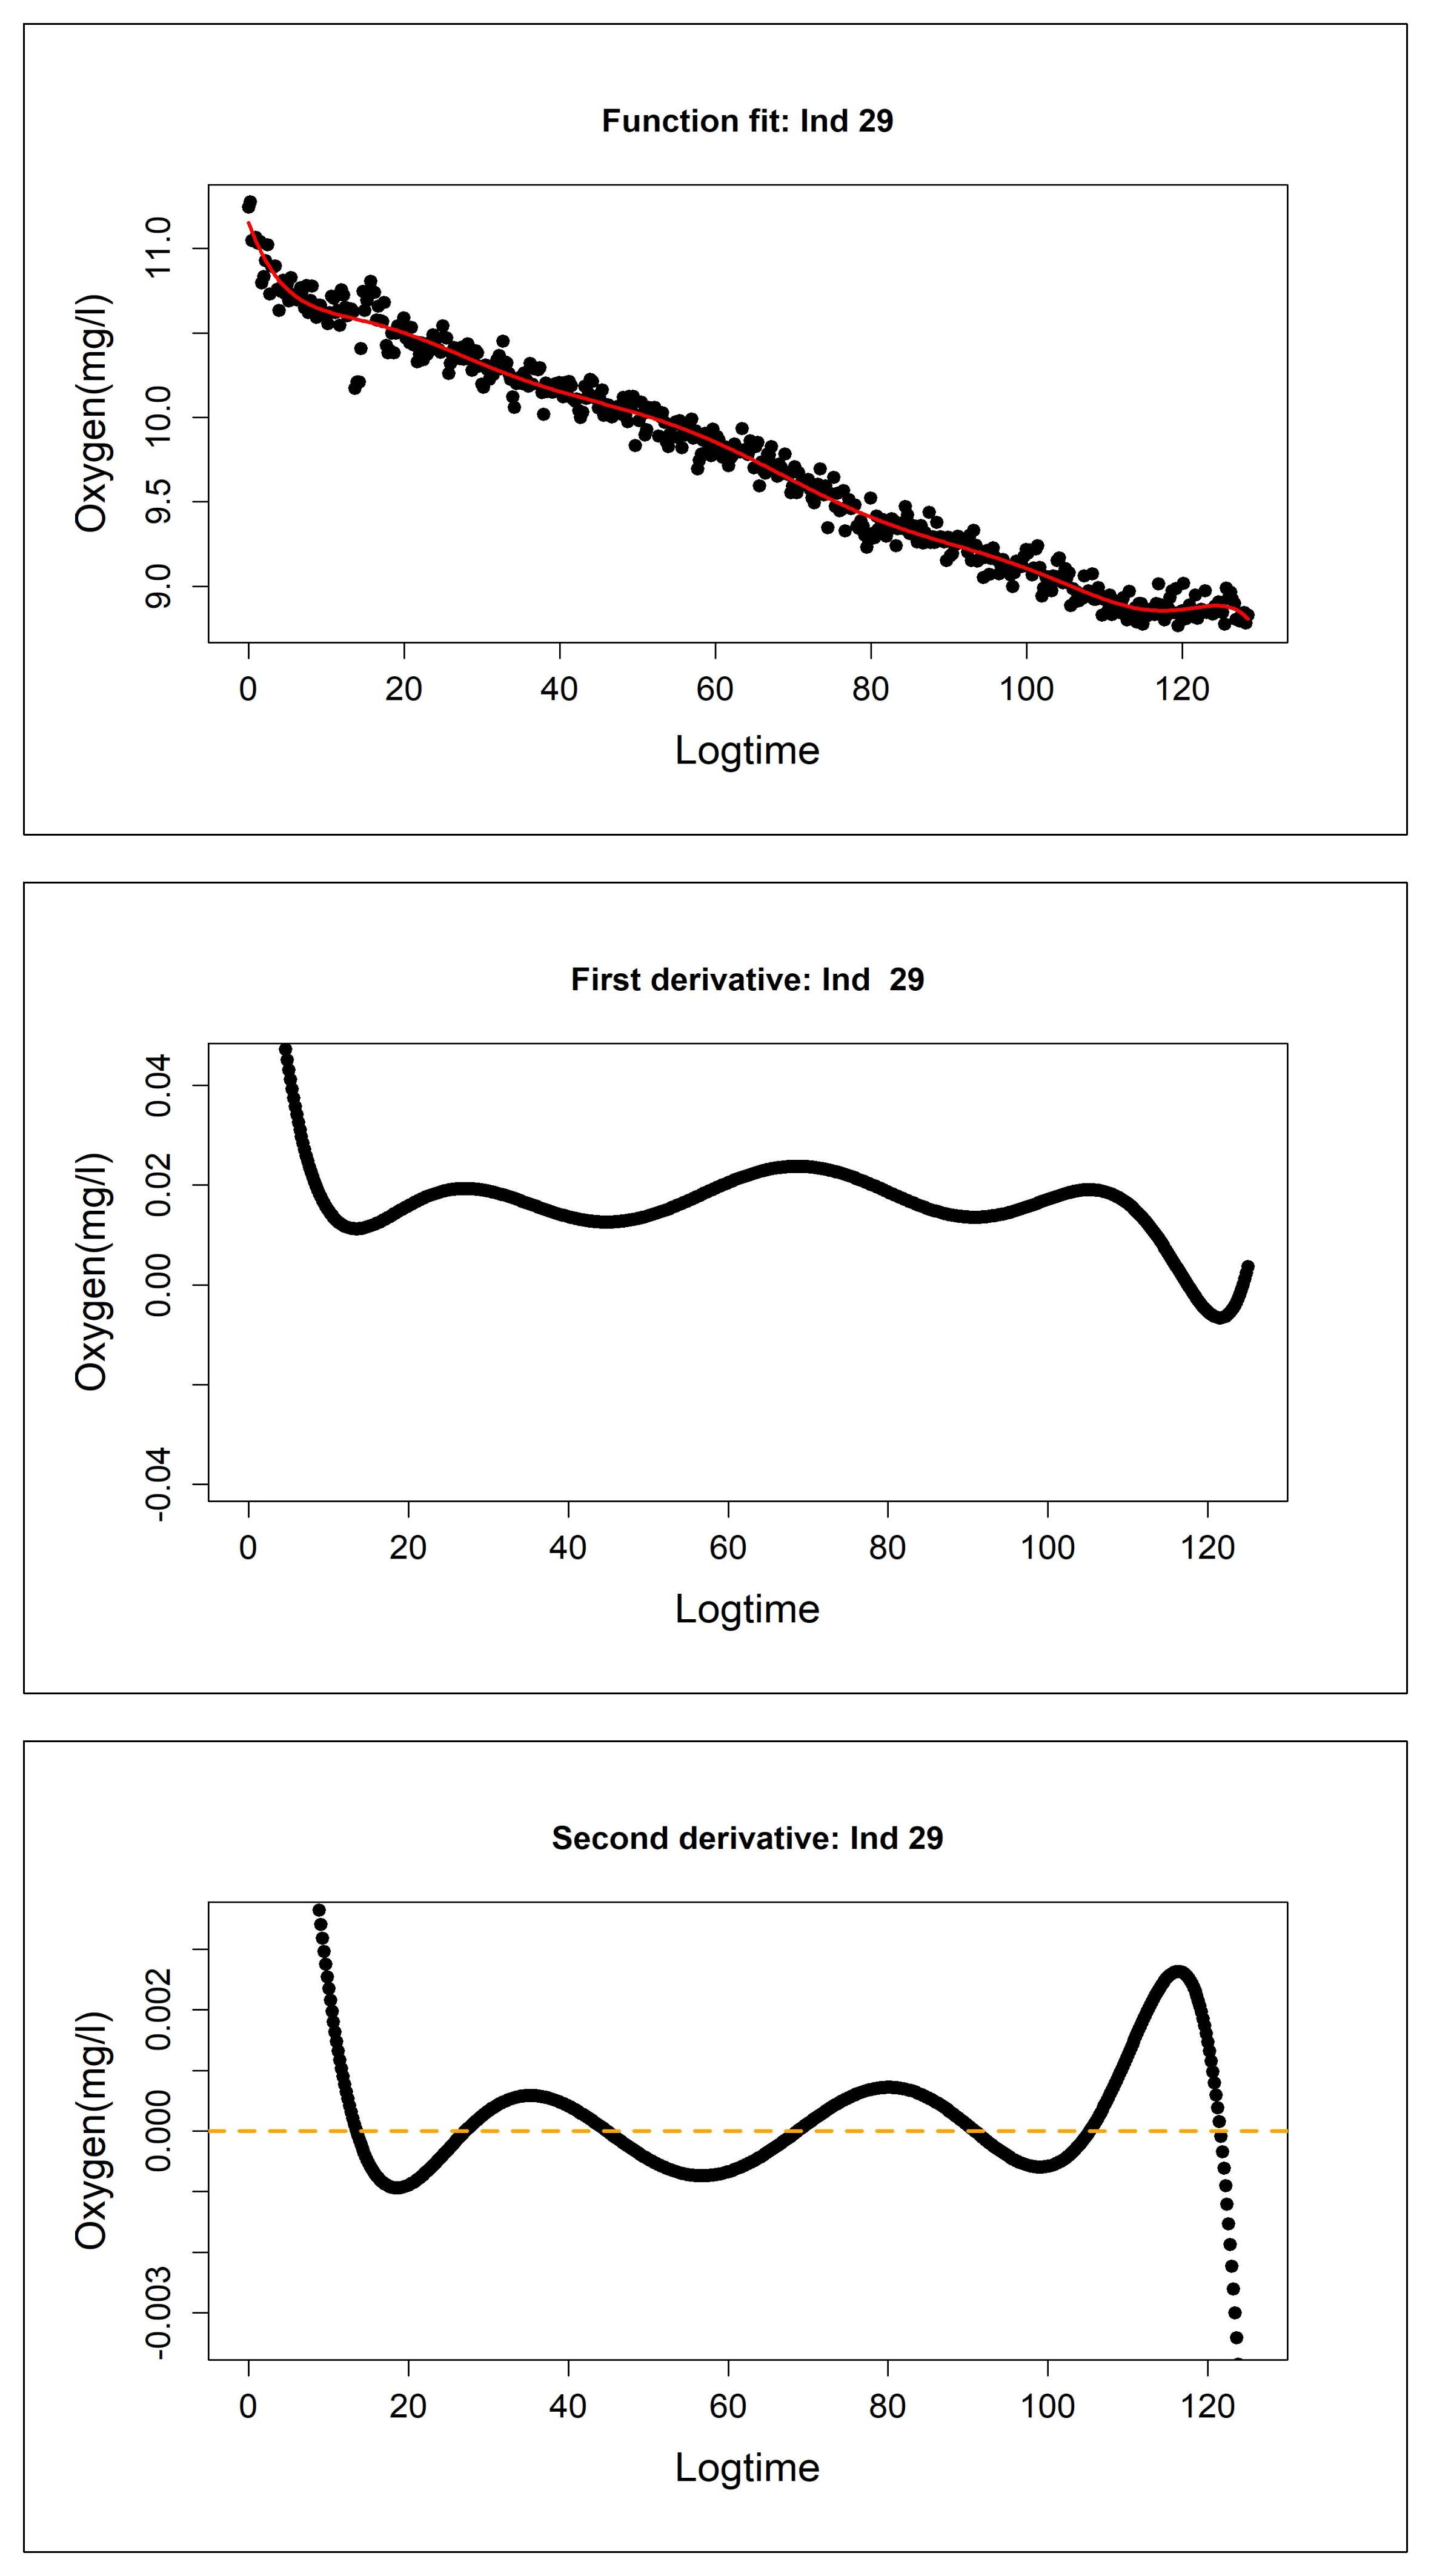 Function fit: Ind 29
Oxygen(mg/l)
11.0
10.0
9.5
9.0
0 20 40 60 80 100 120
Logtime
First derivative: Ind  29
Oxygen(mg/l)
0.04
0.02
0.00
-0.04
0 20 40 60 80 100 120
Logtime
Second derivative: Ind 29
Oxygen(mg/l)
0.002
0.000
-0.003
0 20 40 60 80 100 120
Logtime